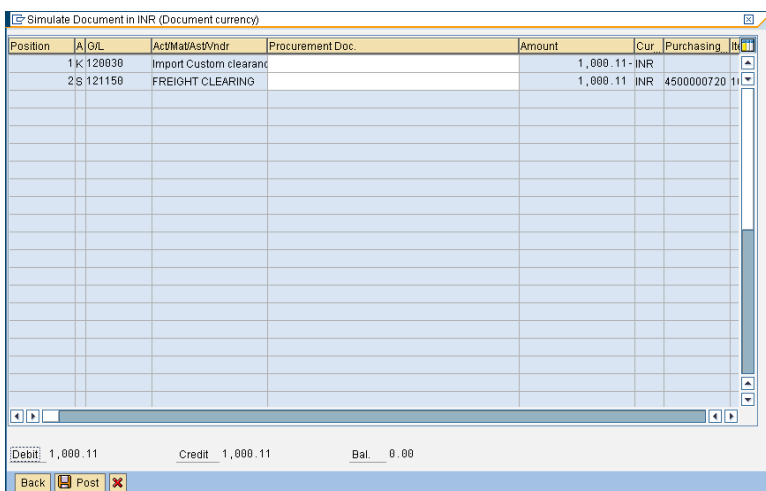 Simulate Document in INR (Document currency)
Position A G/L Act/Mat/Ast/Vndr Procurement Doc. Amount Cur... Purchasing
1 K 120030 Import Custom clearanc 1,000.11- INR
2 S 121150 FREIGHT CLEARING 1,000.11 INR 4500000720
Debit 1,000.11 Credit 1,000.11 Bal. 0.00
Back Post